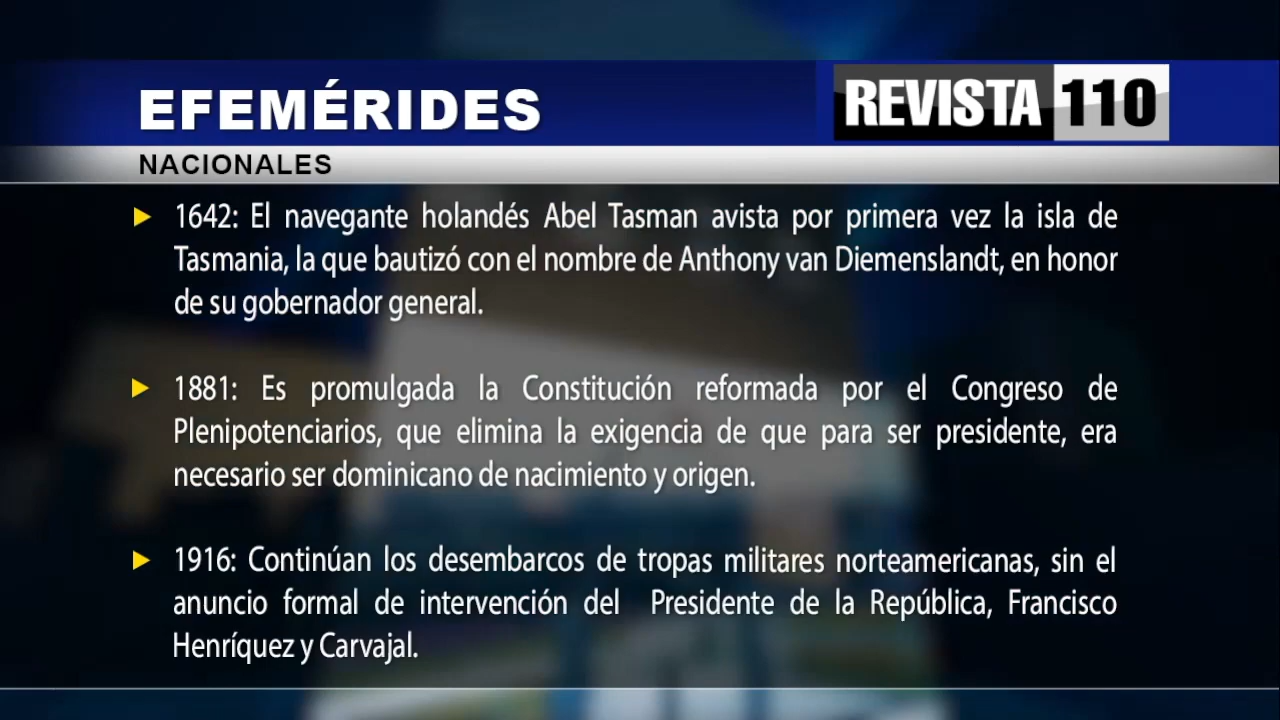 EFEMÉRIDES
REVISTA 110
NACIONALES
1642: El navegante holandés Abel Tasman avista por primera vez la isla de
Tasmania, la que bautizó con el nombre de Anthony van Diemenslandt, en honor
de su gobernador general.
1881: Es promulgada la Constitución reformada por el Congreso de
Plenipotenciarios, que elimina la exigencia de que para ser presidente, era
necesario ser dominicano de nacimiento y origen.
1916: Continúan los desembarcos de tropas militares norteamericanas, sin el
anuncio formal de intervención del Presidente de la República, Francisco
Henríquez y Carvajal.